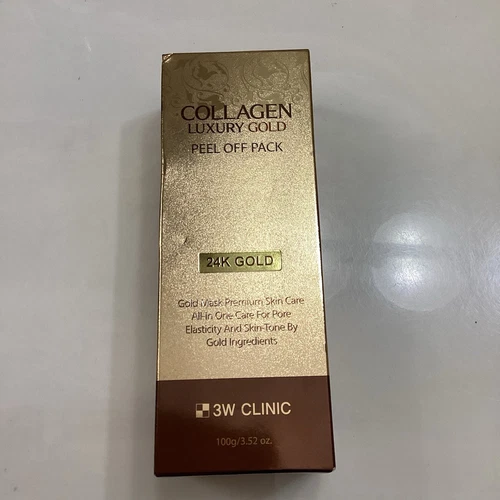 COLLAGEN
LUXURY GOLD
PEEL OFF PACK
24K GOLD
Gold Mask Premium Skin Care
All-in One Care For Pore
Elasticity And Skin-Tone By
Gold Ingredients
3W CLINIC
100g/3.52 oz.